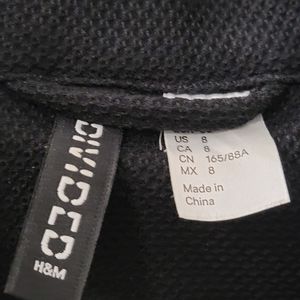 DIVIDED
H&M
US 8
CA 8
CN 165/88A
MX 8
Made in
China